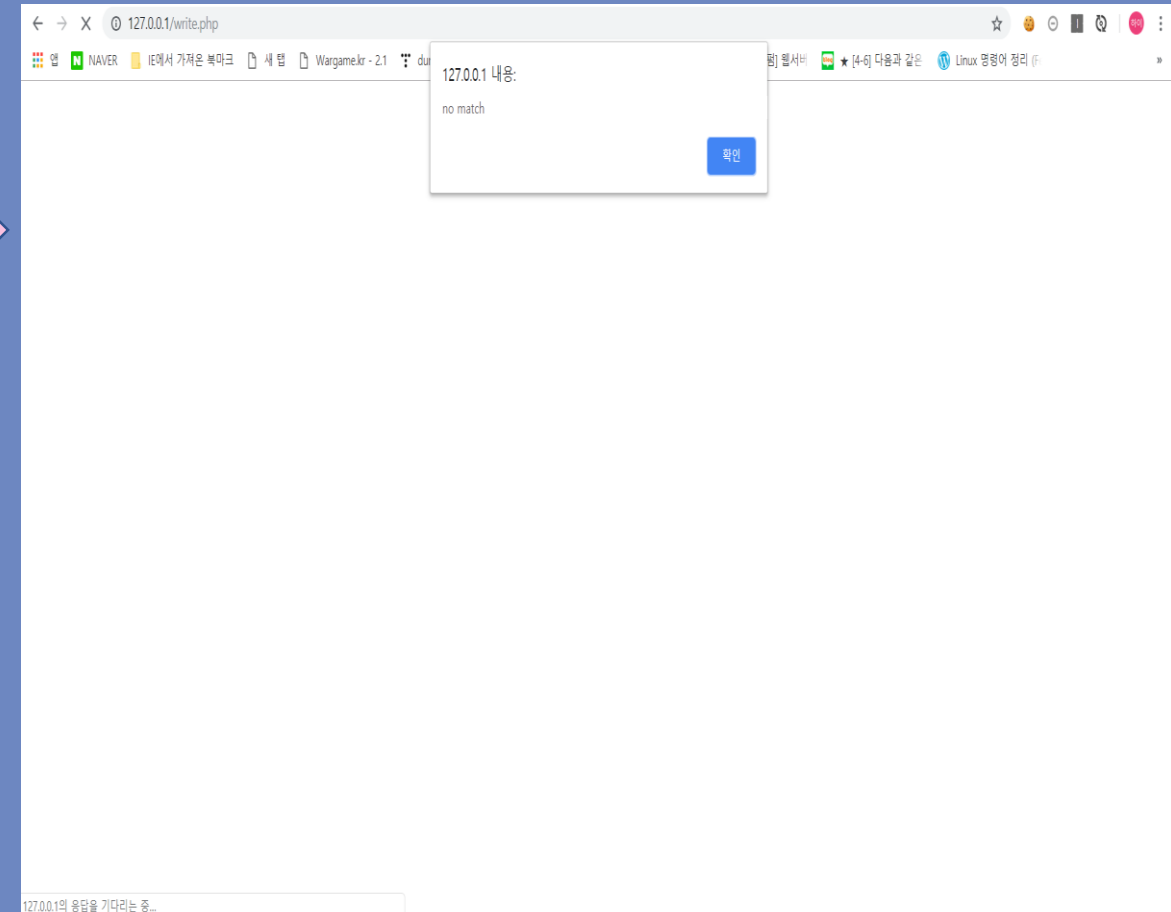 127.0.0.1/write.php
앱 NAVER IE에서 가져온 북마크 새 탭 Wargame.kr - 2.1 du 펌] 웹서버 ★ [4-6] 다음과 같은 Linux 명령어 정리 (F »
127.0.0.1 내용:
no match
확인
127.0.0.1의 응답을 기다리는 중...